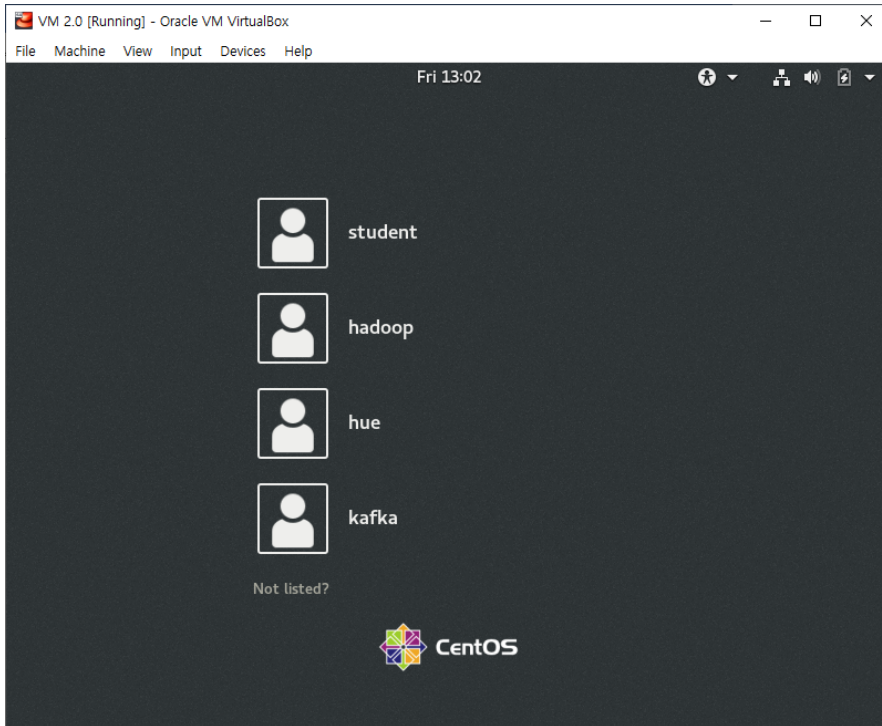 VM 2.0 [Running] - Oracle VM VirtualBox
File Machine View Input Devices Help
Fri 13:02
student
hadoop
hue
kafka
Not listed?
CentOS